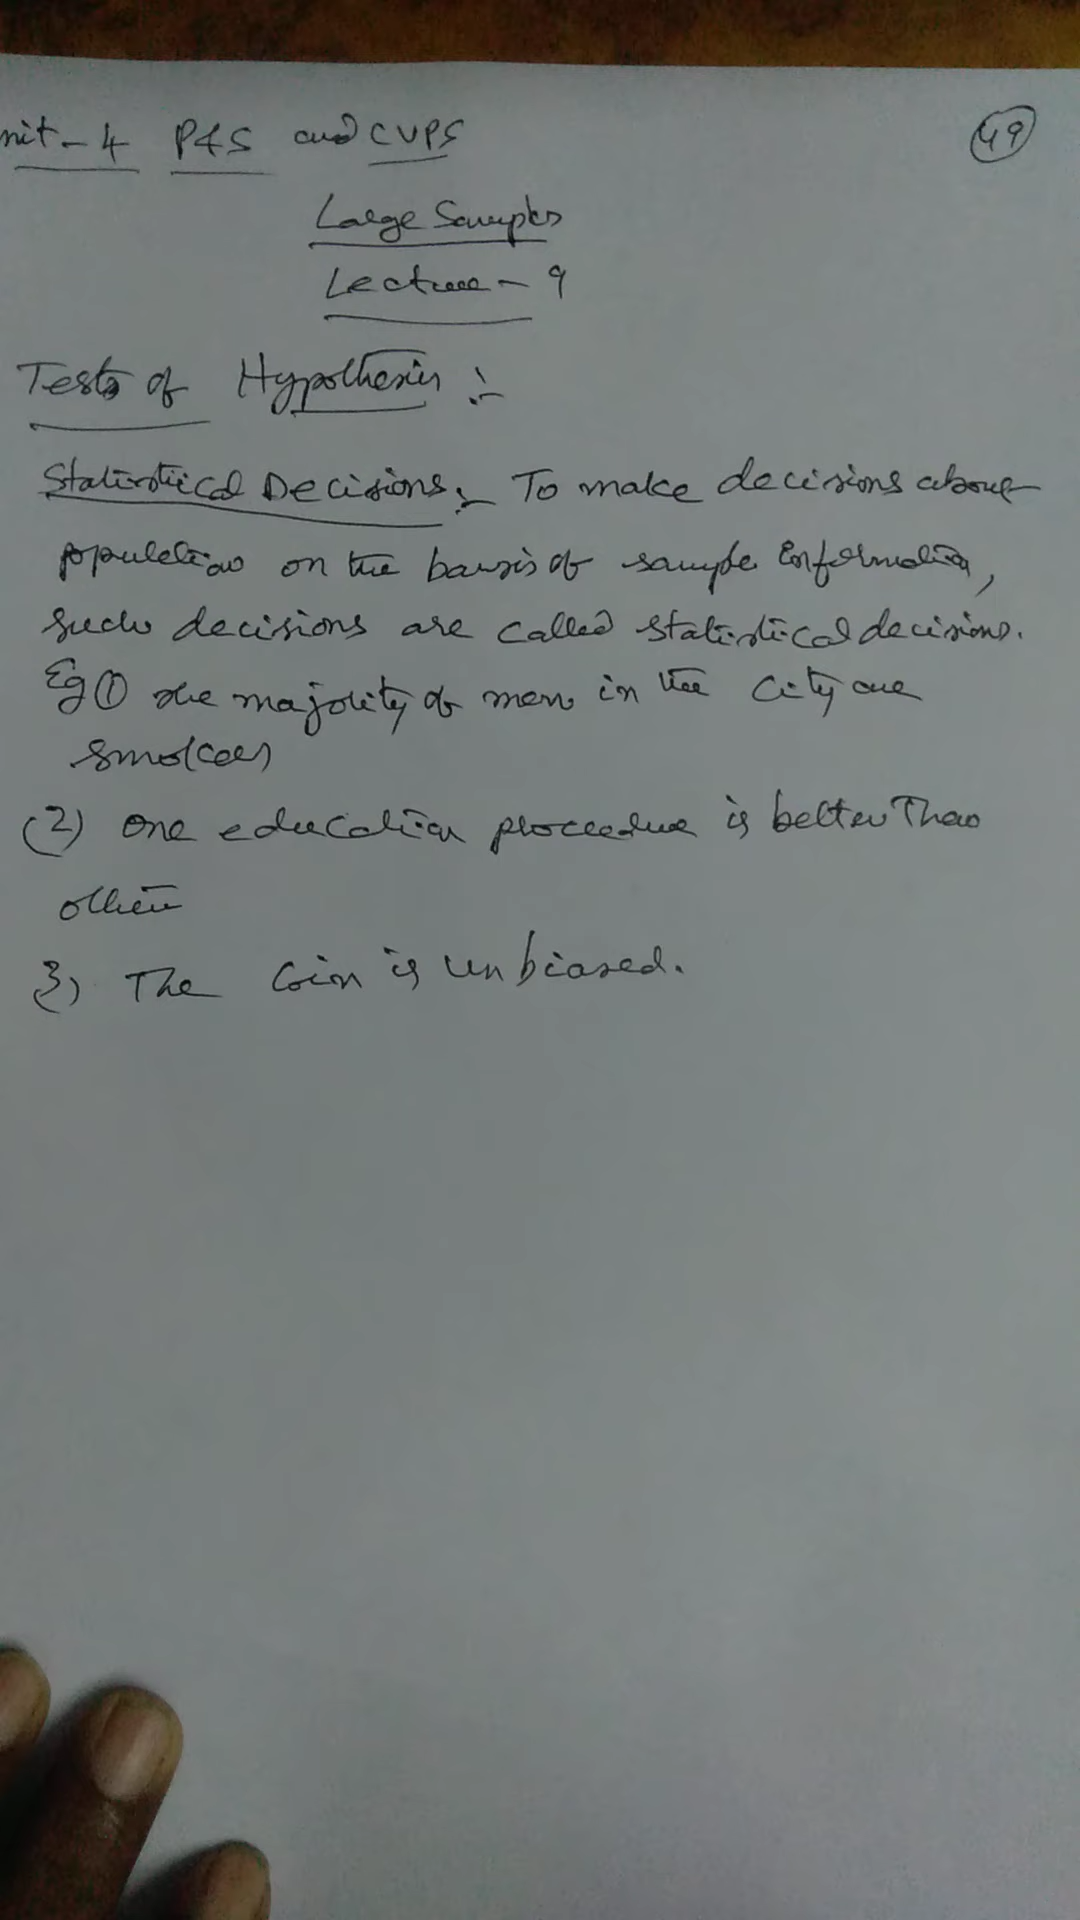 nit - 4 P&S and CVPS
49
Large Samples
Lecture - 9
Tests of Hypothesis :-
Statistical Decisions :- To make decisions about
population on the basis of sample information,
such decisions are called statistical decisions.
Eg ① The majority of men in the city are
smokers
(2) One education procedure is better than
other
3) The Coin is unbiased.